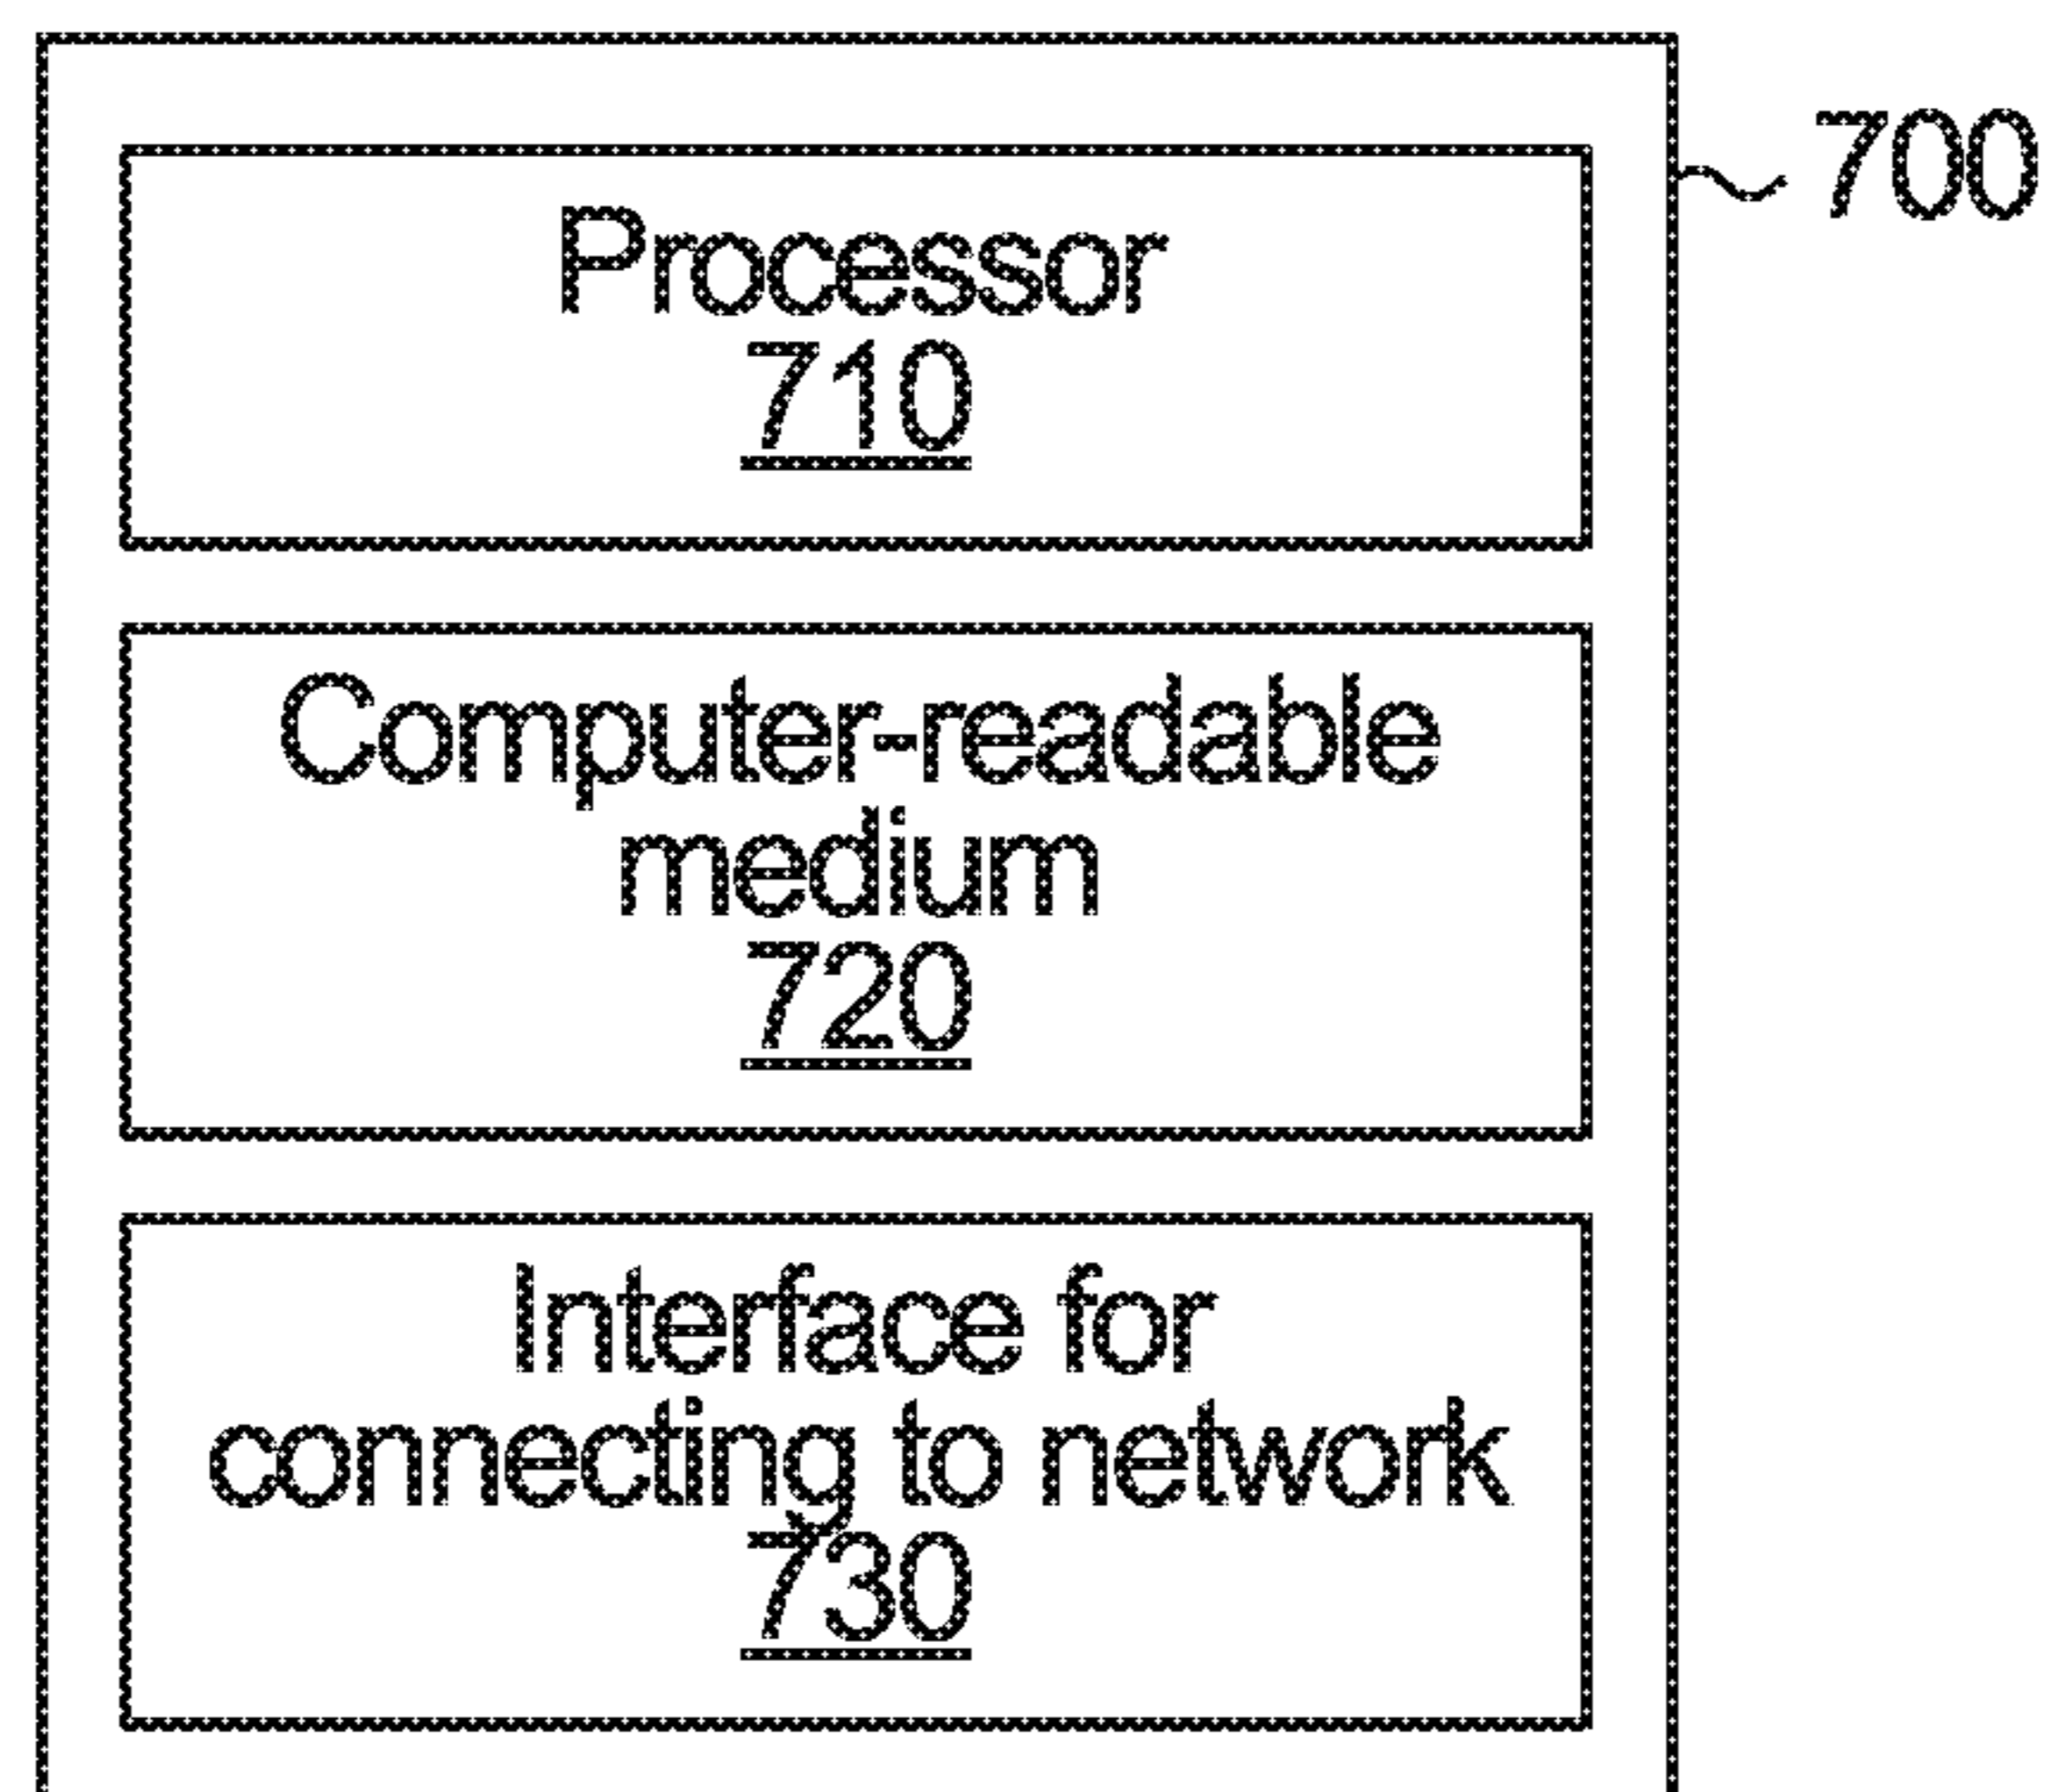 700
Processor
710
Computer-readable
medium
720
Interface for
connecting to network
730